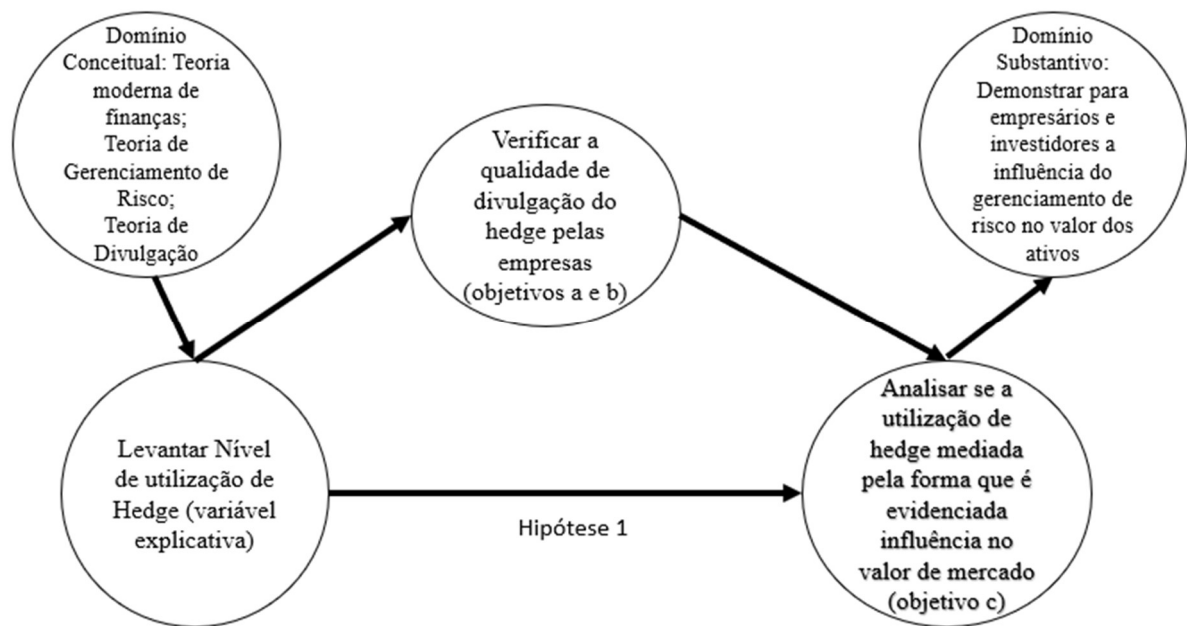 Domínio
Conceitual: Teoria
moderna de
finanças;
Teoria de
Gerenciamento de
Risco;
Teoria de
Divulgação
Verificar a
qualidade de
divulgação do
hedge pelas
empresas
(objetivos a e b)
Domínio
Substantivo:
Demonstrar para
empresários e
investidores a
influência do
gerenciamento de
risco no valor dos
ativos
Levantar Nível
de utilização de
Hedge (variável
explicativa)
Hipótese 1
Analisar se a
utilização de
hedge mediada
pela forma que é
evidenciada
influência no
valor de mercado
(objetivo c)